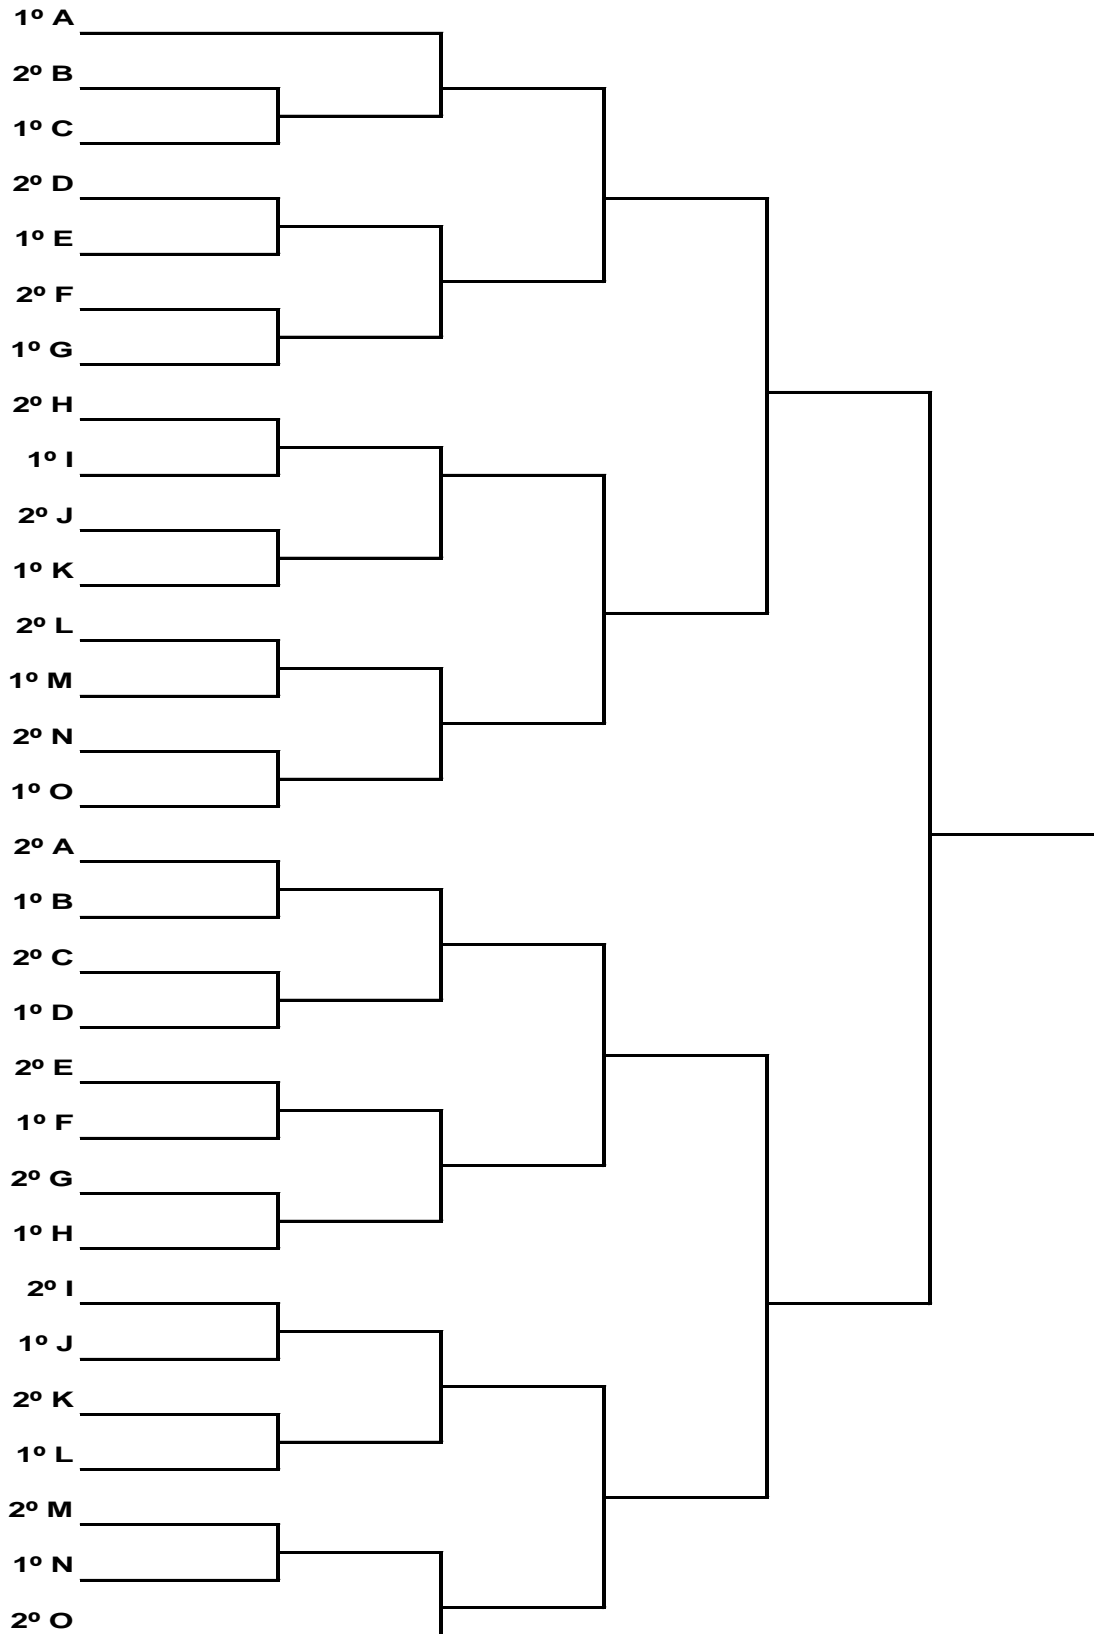 1º A
2º B
1º C
2º D
1º E
2º F
1º G
2º H
1º I
2º J
1º K
2º L
1º M
2º N
1º O
2º A
1º B
2º C
1º D
2º E
1º F
2º G
1º H
2º I
1º J
2º K
1º L
2º M
1º N
2º O